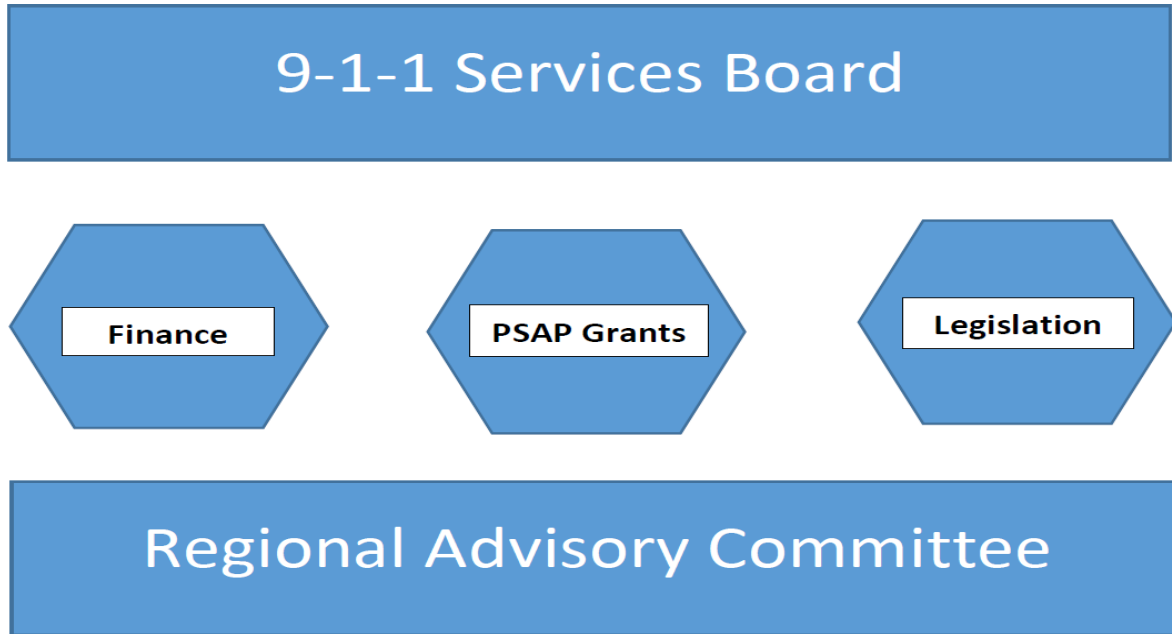 9-1-1 Services Board
Finance
PSAP Grants
Legislation
Regional Advisory Committee